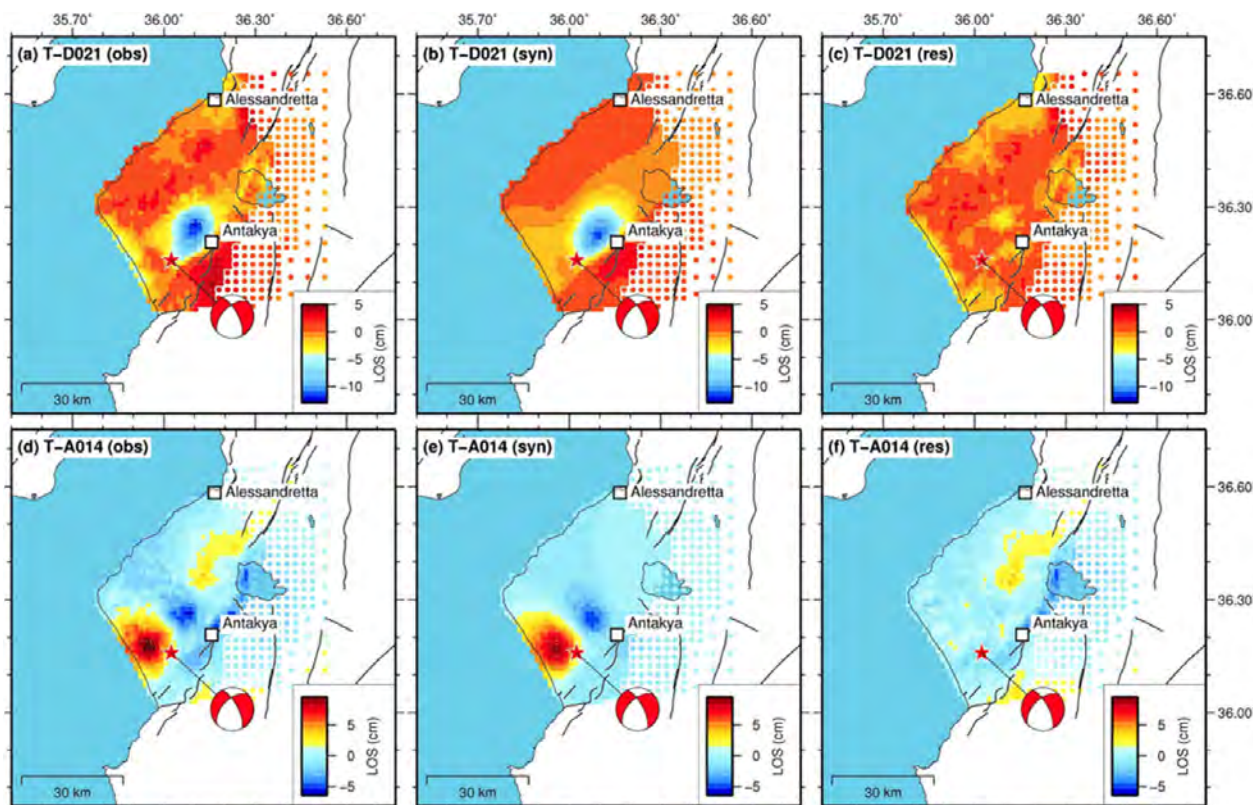 35.70 36.00 36.30 36.60 35.70 36.00 36.30 36.60 35.70 36.00 36.30 36.60
(a) T−D021 (obs) (b) T−D021 (syn) (c) T−D021 (res)
Alessandretta Alessandretta Alessandretta 36.60
36.30
Antakya Antakya Antakya
36.00
5 5 5
0 0 0
−5 −5 −5
−10 −10 −10
LOS (cm) LOS (cm) LOS (cm)
30 km 30 km 30 km
(d) T−A014 (obs) (e) T−A014 (syn) (f) T−A014 (res)
Alessandretta Alessandretta Alessandretta 36.60
36.30
Antakya Antakya Antakya
36.00
5 5 5
0 0 0
−5 −5 −5
LOS (cm) LOS (cm) LOS (cm)
30 km 30 km 30 km